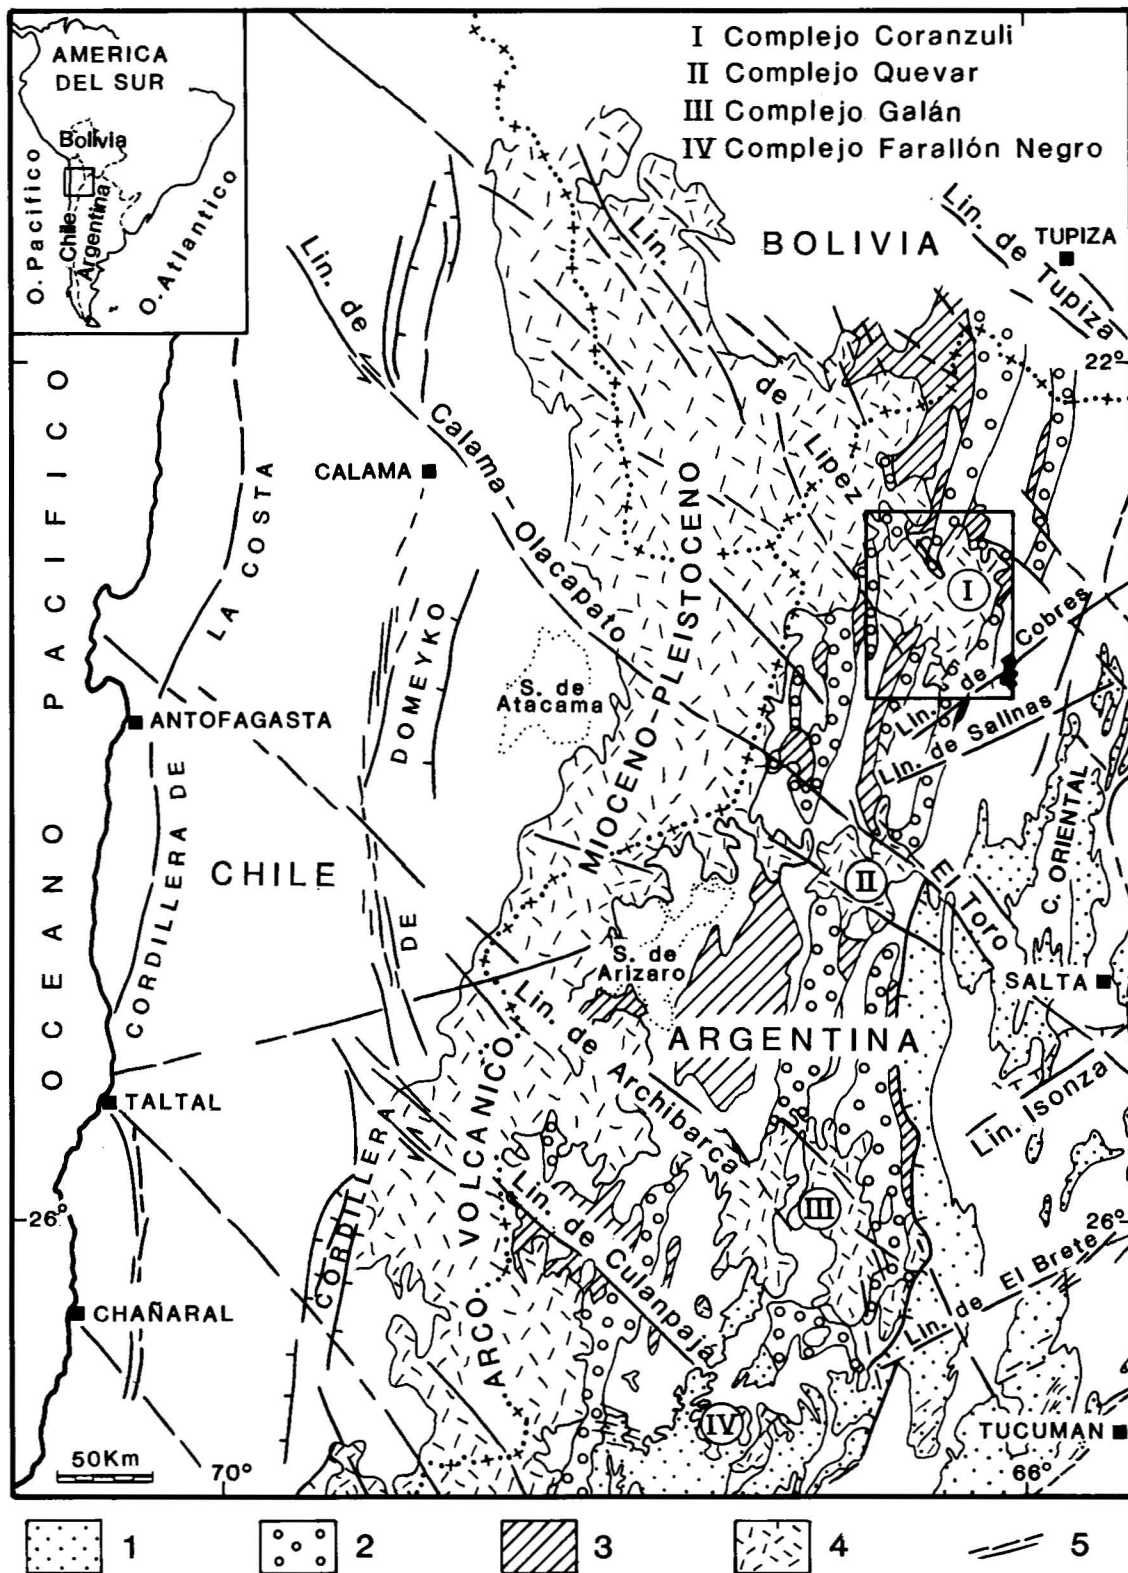 AMERICA
DEL SUR
Bolivia
O. Pacifico
Chile
Argentina
O. Atlantico
I Complejo Coranzuli
II Complejo Quevar
III Complejo Galán
IV Complejo Farallón Negro
BOLIVIA
Lin. de Tupiza
TUPIZA
22°
Lin. de Lipez
Lin. de Calama - Olacapato El Toro
CALAMA
OCEANO PACIFICO
CORDILLERA DE LA COSTA
ANTOFAGASTA
CORDILLERA DE DOMEYKO
S. de
Atacama
ARCO VOLCANICO MIOCENO-PLEISTOCENO
I
Lin. de Cobres
Lin. de Salinas
C. ORIENTAL
CHILE
II
S. de
Arizaro
SALTA
ARGENTINA
Lin. de Archibarca
Lin. Isonza
TALTAL
26°
III
26°
Lin. de Culanpajá
Lin. de El Brete
CHAÑARAL
IV
TUCUMAN
50Km
70°
66°
1
2
3
4
5